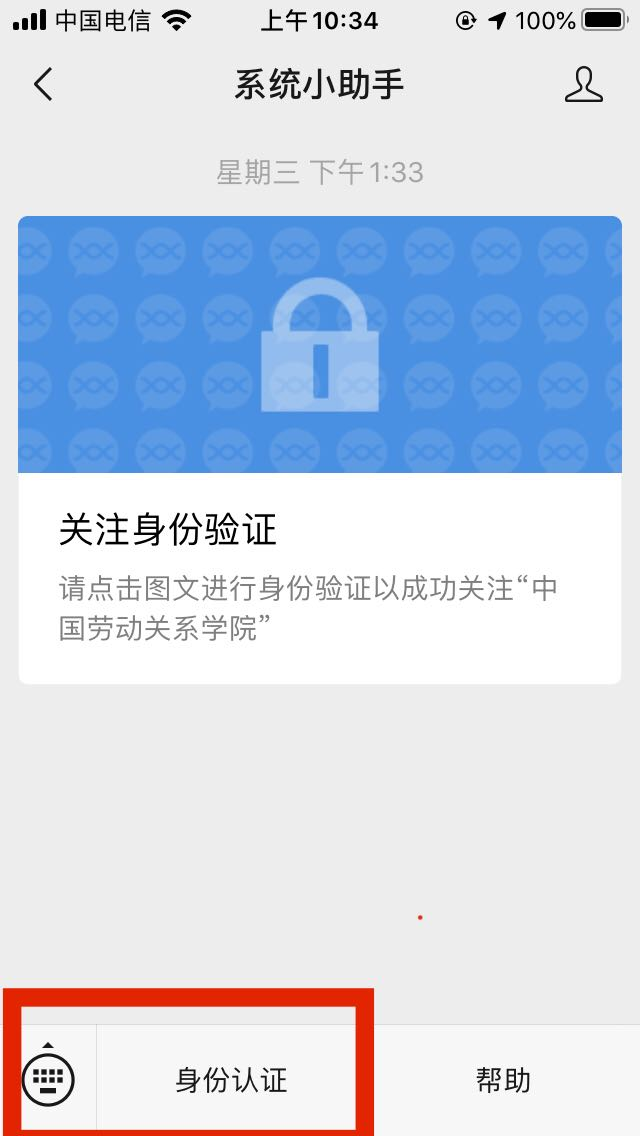 中国电信 上午10:34 100%
系统小助手
星期三 下午1:33
关注身份验证
请点击图文进行身份验证以成功关注“中
国劳动关系学院”
身份认证 帮助